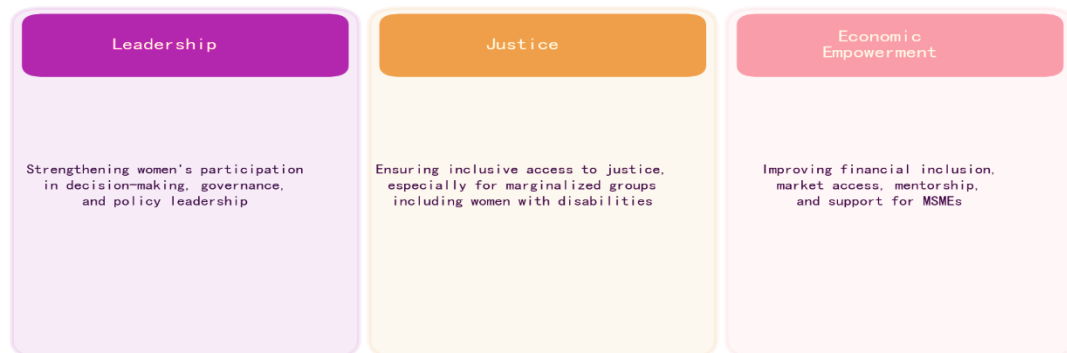 Leadership
Strengthening women's participation
in decision-making, governance,
and policy leadership
Justice
Ensuring inclusive access to justice,
especially for marginalized groups
including women with disabilities
Economic
Empowerment
Improving financial inclusion,
market access, mentorship,
and support for MSMEs